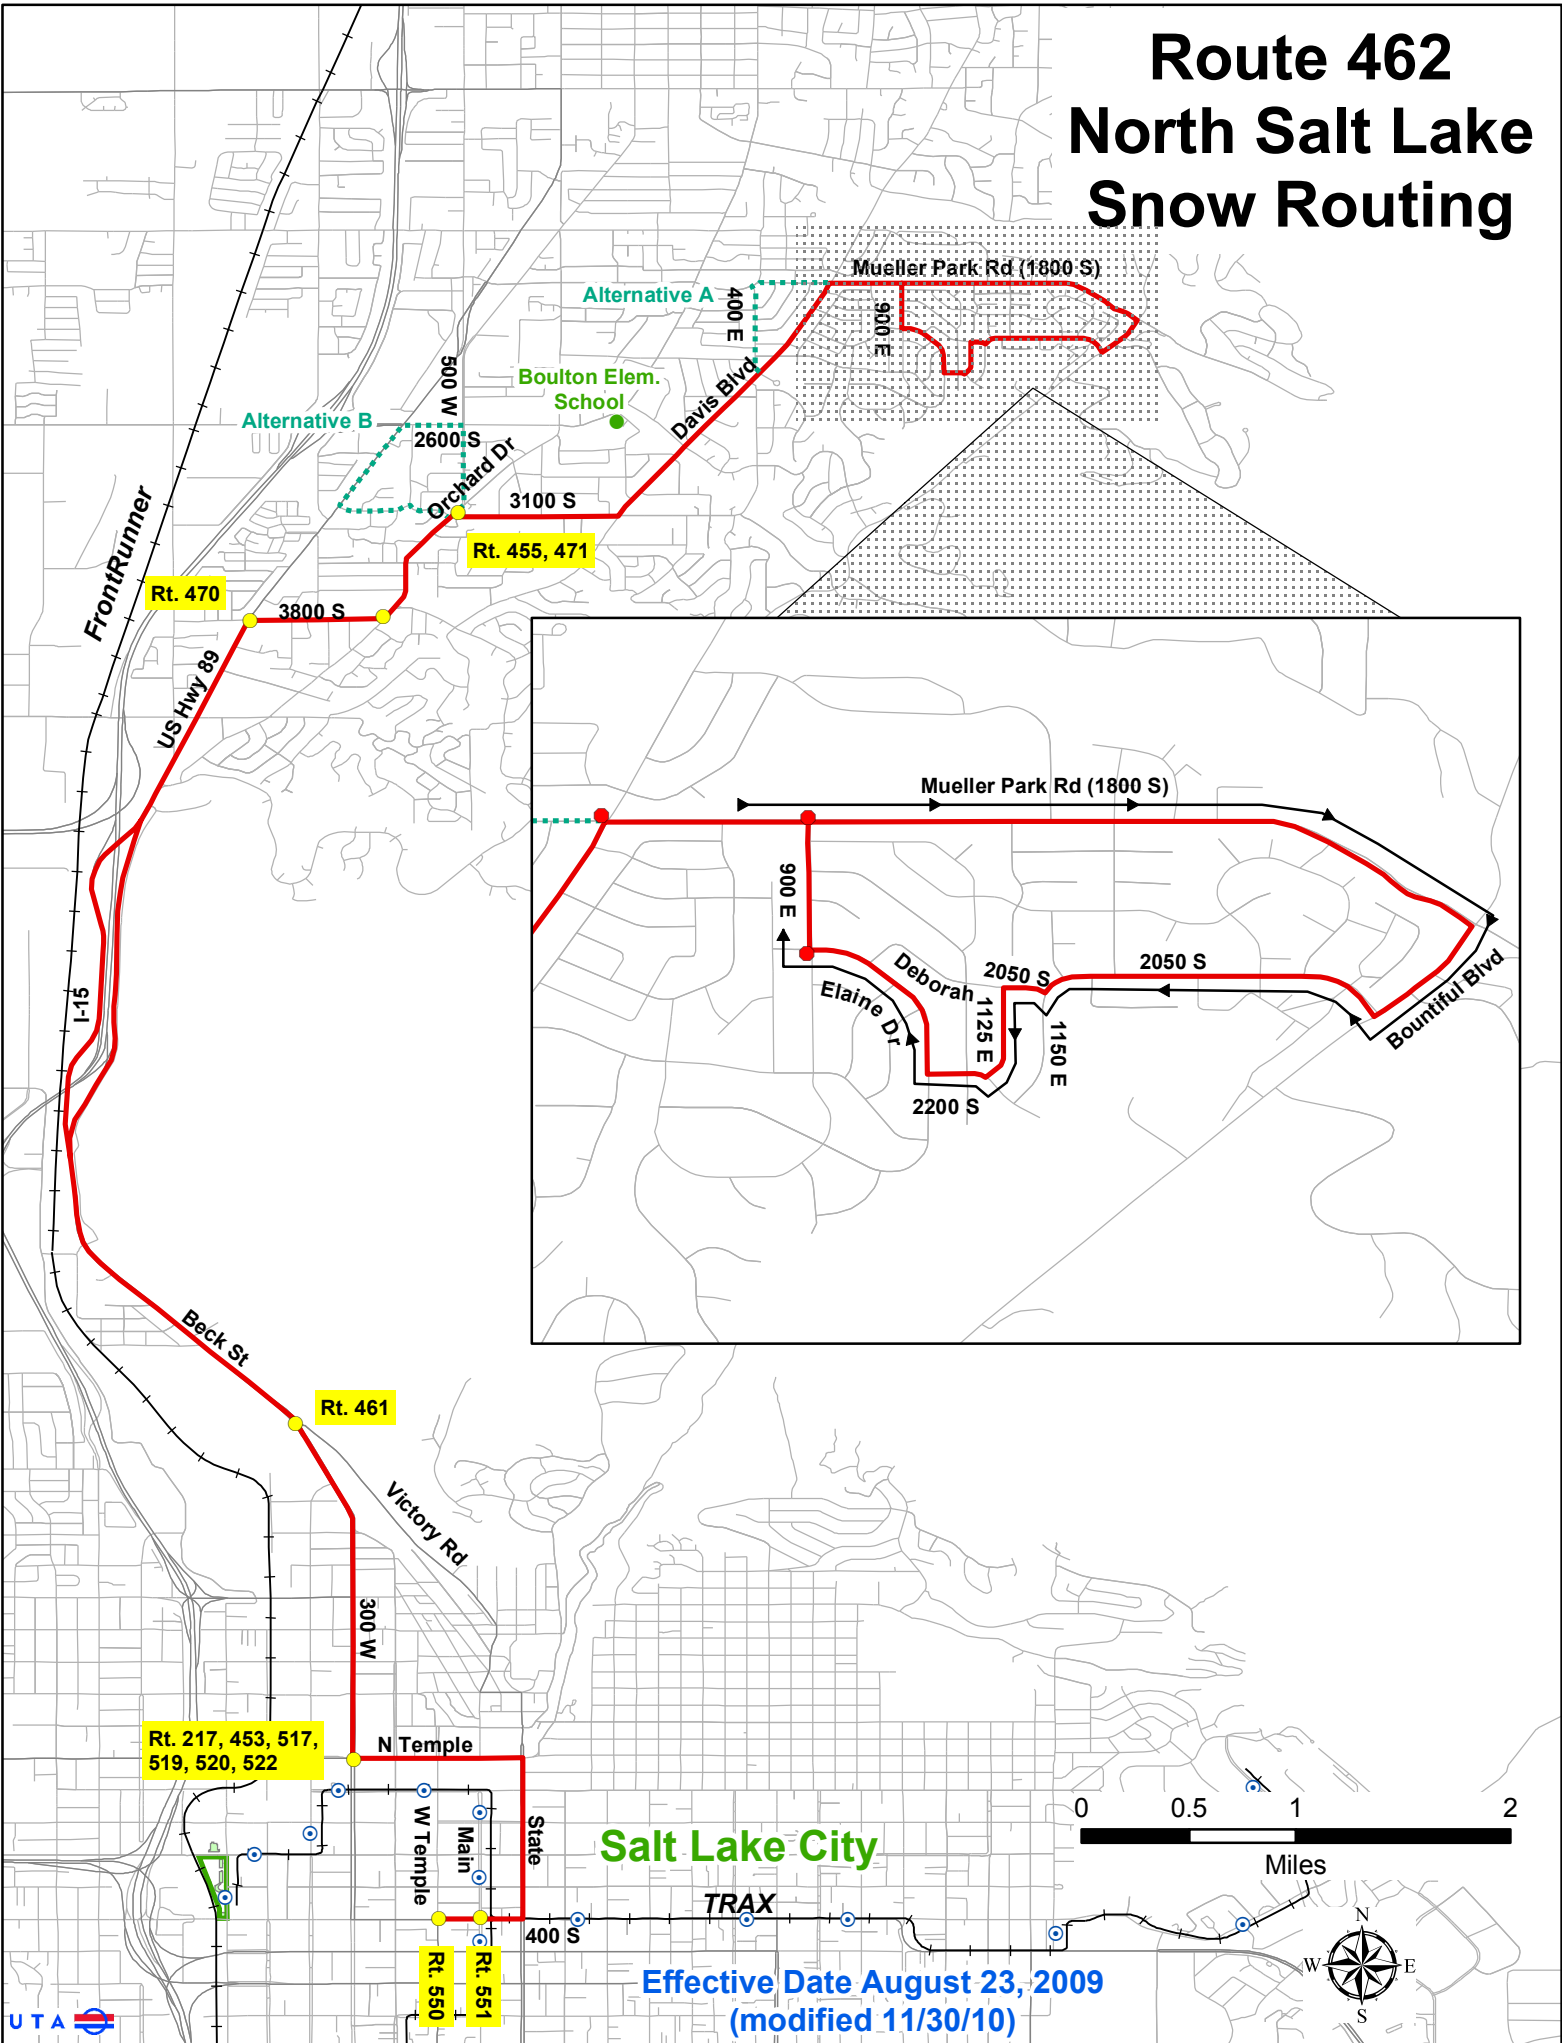 Route 462
North Salt Lake
Snow Routing
Mueller Park Rd (1800 S)
Alternative A
400 E
900 E
500 W
Boulton Elem.
School
Davis Blvd
Alternative B
2600 S
Orchard Dr
3100 S
FrontRunner
Rt. 455, 471
Rt. 470
3800 S
US Hwy 89
Mueller Park Rd (1800 S)
900 E
Deborah
2050 S
2050 S
Elaine Dr
1125 E
1150 E
Bountiful Blvd
2200 S
I-15
Beck St
Rt. 461
Victory Rd
300 W
Rt. 217, 453, 517,
519, 520, 522
N Temple
W Temple
Main
State
Salt Lake City
0 0.5 1 2
Miles
TRAX
400 S
Rt. 550
Rt. 551
Effective Date August 23, 2009
(modified 11/30/10)
N
W E
S
UTA